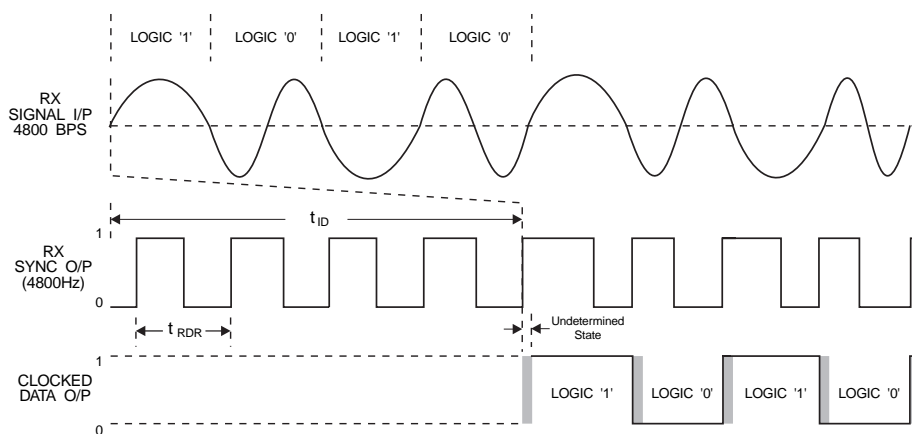 LOGIC '1' LOGIC '0' LOGIC '1' LOGIC '0'
RX
SIGNAL I/P
4800 BPS
t ID
1
RX
SYNC O/P
(4800Hz)
0
t RDR
Undetermined
State
1
CLOCKED
DATA O/P
LOGIC '1' LOGIC '0' LOGIC '1' LOGIC '0'
0